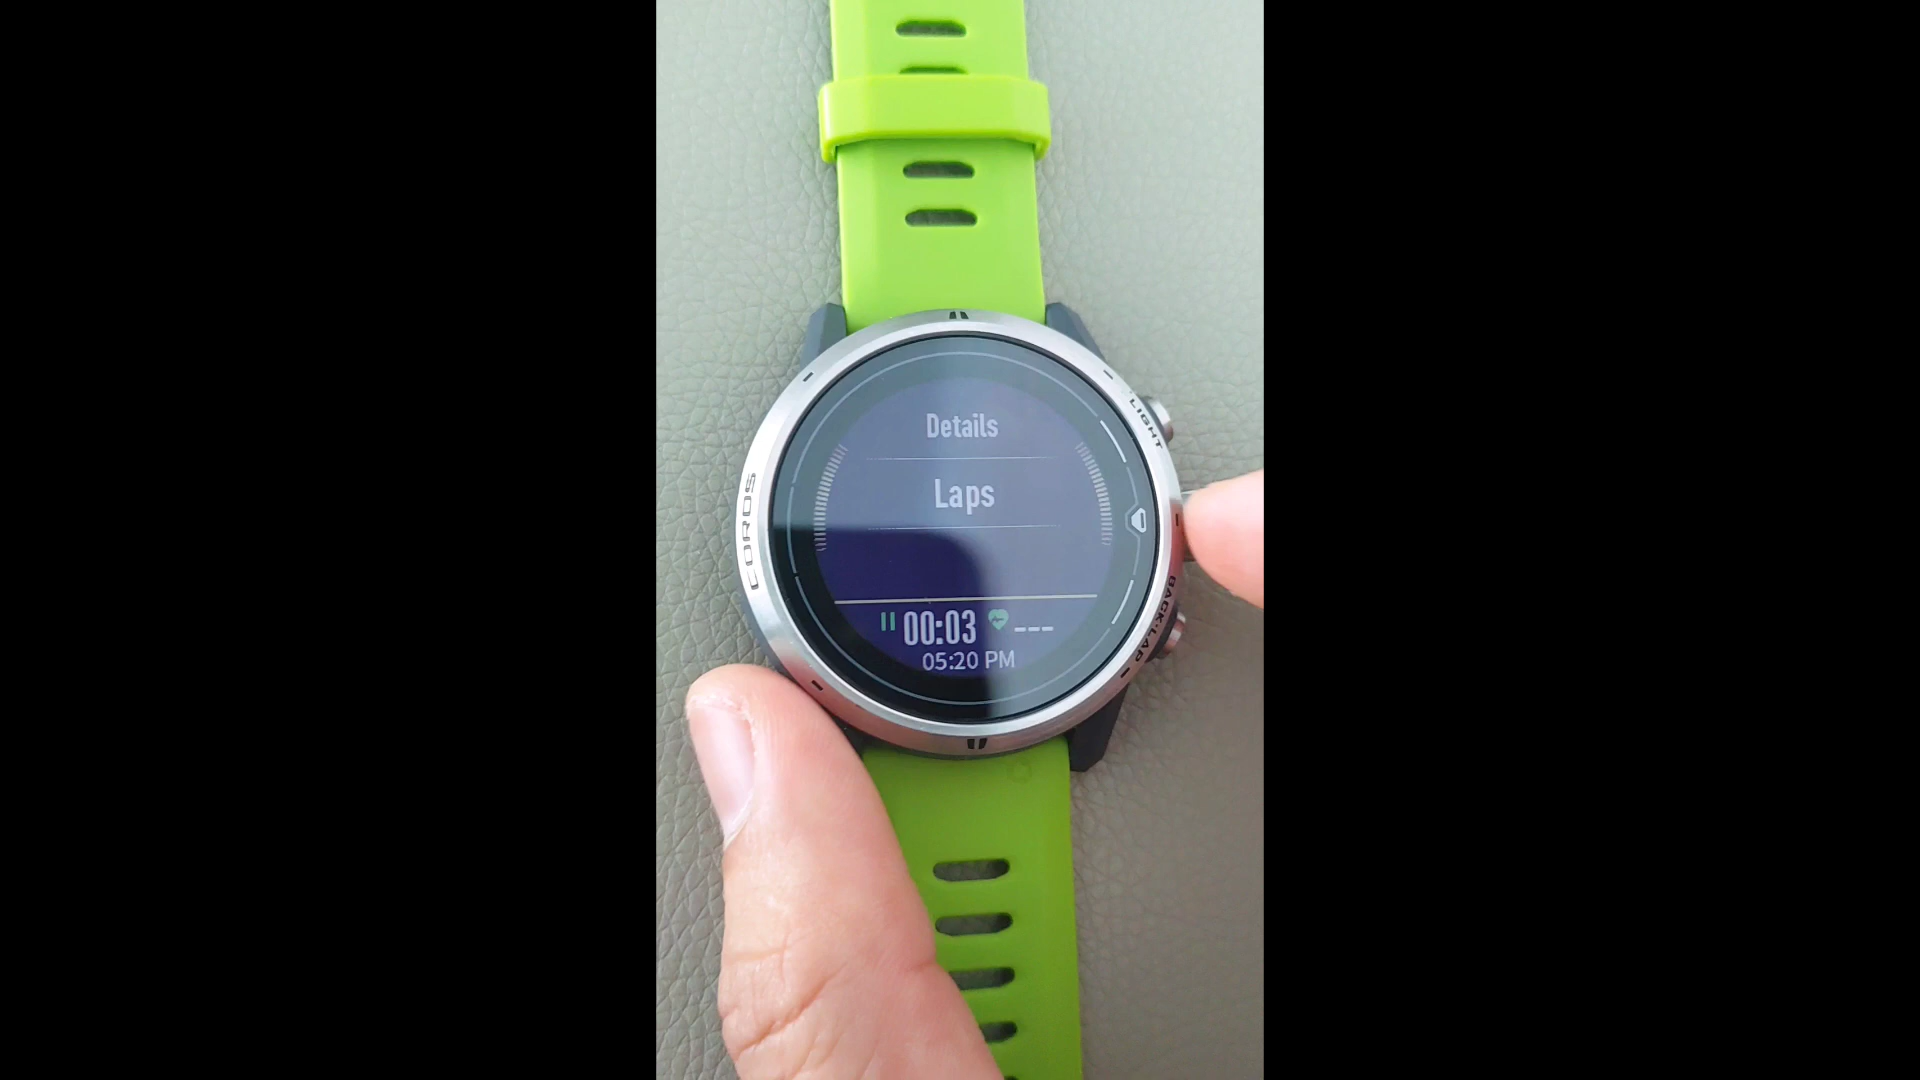 LIGHT
Details
Laps
COROS
00:03 ---
05:20 PM
BACK·LAP